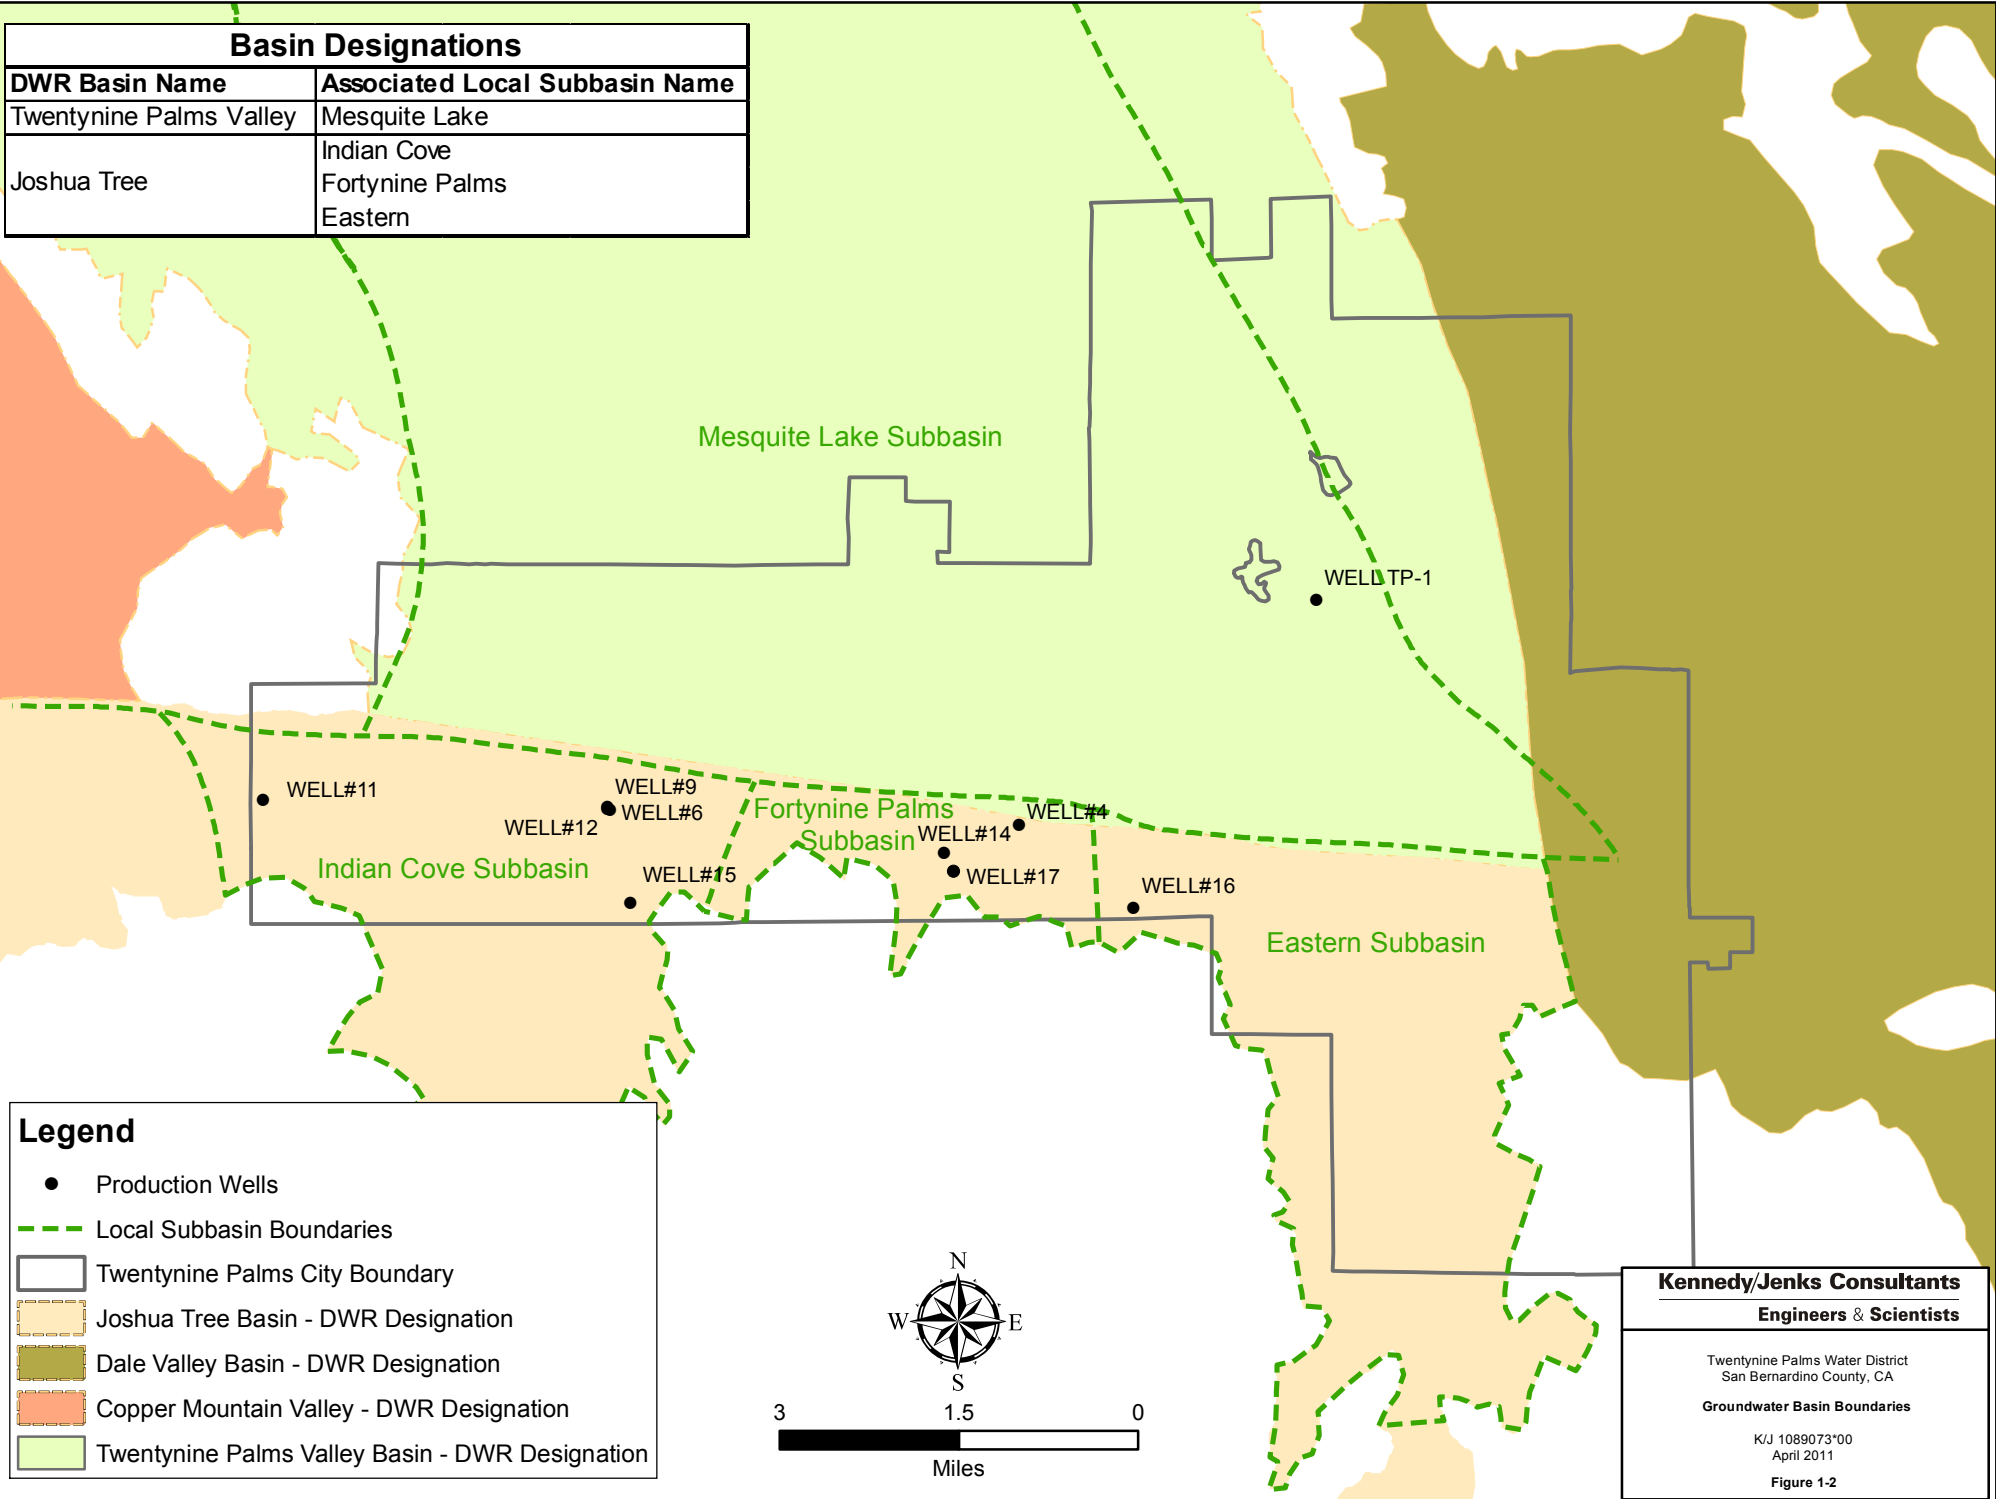 Basin Designations
DWR Basin Name Associated Local Subbasin Name
Twentynine Palms Valley Mesquite Lake
Joshua Tree
Indian Cove
Fortynine Palms
Eastern
Mesquite Lake Subbasin
WELL TP-1
WELL#11
WELL#9
WELL#6
WELL#12
Fortynine Palms
Subbasin
WELL#4
WELL#14
Indian Cove Subbasin
WELL#15
WELL#17
WELL#16
Eastern Subbasin
Legend
Production Wells
Local Subbasin Boundaries
Twentynine Palms City Boundary
Joshua Tree Basin - DWR Designation
Dale Valley Basin - DWR Designation
Copper Mountain Valley - DWR Designation
Twentynine Palms Valley Basin - DWR Designation
N
W E
S
3 1.5 0
Miles
Kennedy/Jenks Consultants
Engineers & Scientists
Twentynine Palms Water District
San Bernardino County, CA
Groundwater Basin Boundaries
K/J 1089073*00
April 2011
Figure 1-2